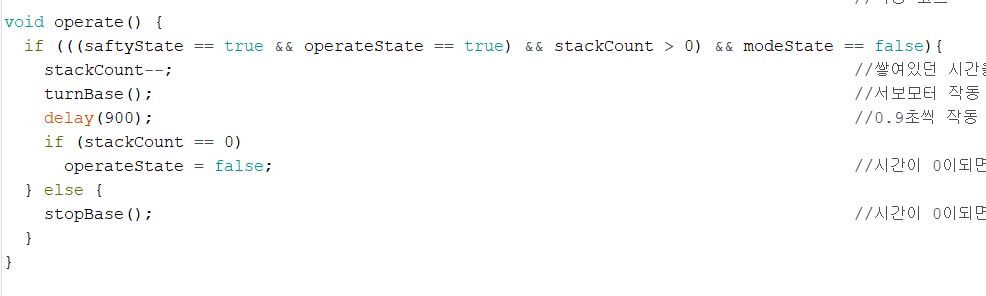 void operate() {
if (((saftyState == true && operateState == true) && stackCount > 0) && modeState == false){
stackCount--; //쌓여있던 시간을
turnBase(); //서보모터 작동
delay(900); //0.9초씩 작동
if (stackCount == 0)
operateState = false; //시간이 0이되면
} else {
stopBase(); //시간이 0이되면
}
}